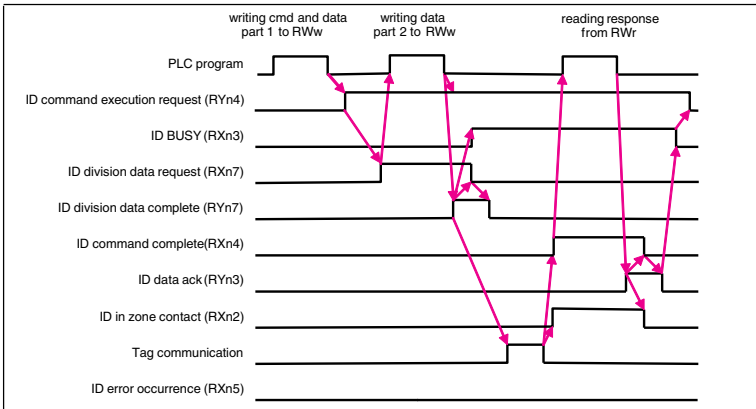 writing cmd and data
part 1 to RWw
writing data
part 2 to RWw
reading response
from RWr
PLC program
ID command execution request (RYn4)
ID BUSY (RXn3)
ID division data request (RXn7)
ID division data complete (RYn7)
ID command complete(RXn4)
ID data ack (RYn3)
ID in zone contact (RXn2)
Tag communication
ID error occurrence (RXn5)